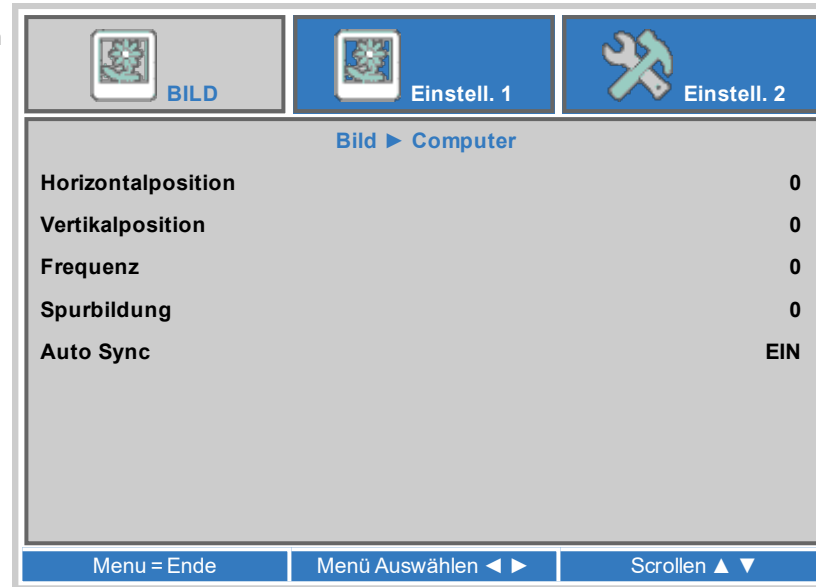 BILD Einstell. 1 Einstell. 2
Bild ► Computer
Horizontalposition 0
Vertikalposition 0
Frequenz 0
Spurbildung 0
Auto Sync EIN
Menu = Ende Menü Auswählen ◄ ► Scrollen ▲ ▼